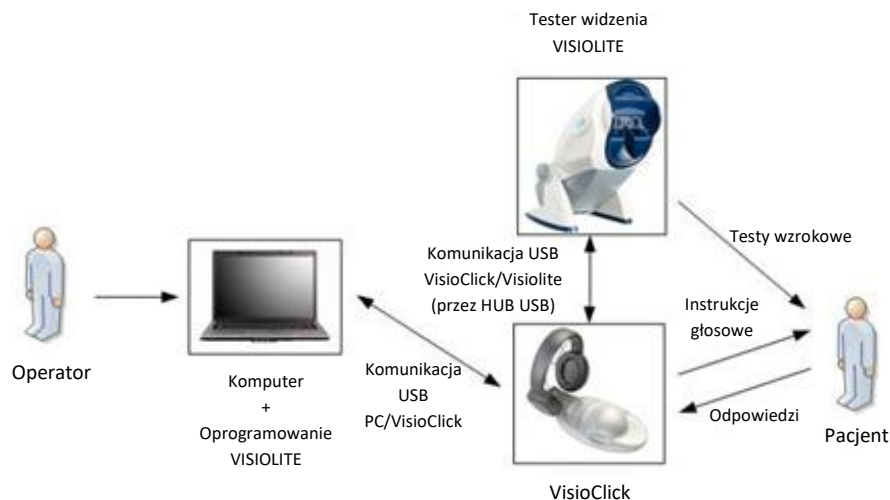 Tester widzenia
VISIOLITE
Komunikacja USB
VisioClick/Visiolite
(przez HUB USB)
Testy wzrokowe
Instrukcje
głosowe
Operator
Komputer
+
Oprogramowanie
VISIOLITE
Komunikacja
USB
PC/VisioClick
Odpowiedzi
Pacjent
VisioClick